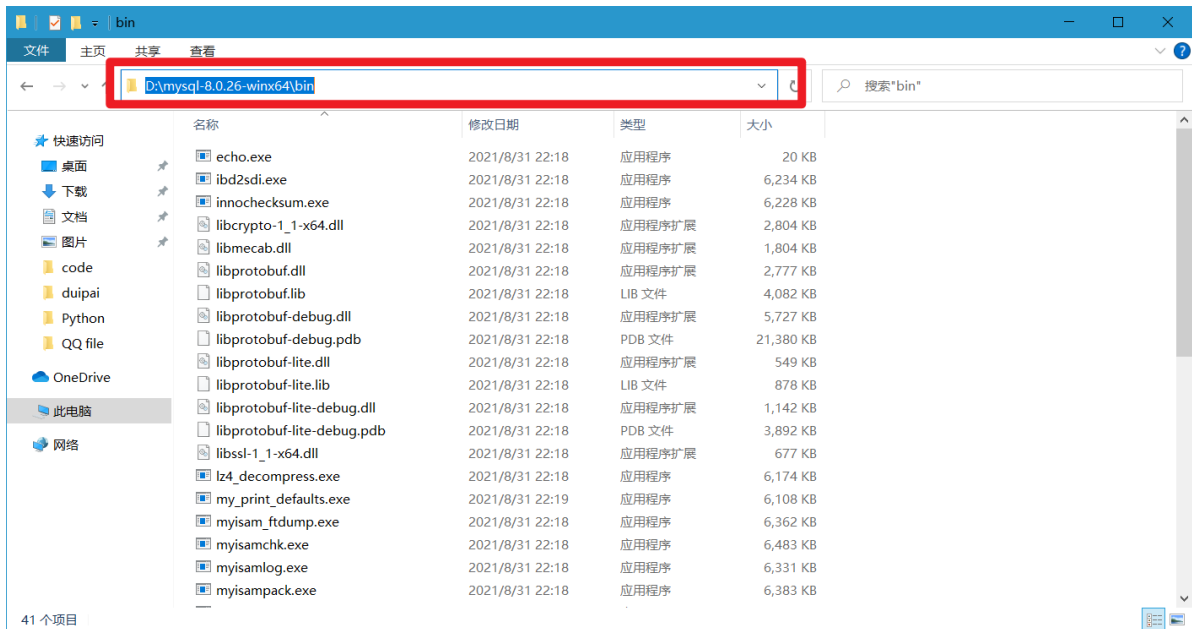 bin
文件 主页 共享 查看
D:\mysql-8.0.26-winx64\bin 搜索"bin"
名称 修改日期 类型 大小
快速访问
桌面
下载
文档
图片
code
duipai
Python
QQ file
OneDrive
此电脑
网络
echo.exe 2021/8/31 22:18 应用程序 20 KB
ibd2sdi.exe 2021/8/31 22:18 应用程序 6,234 KB
innochecksum.exe 2021/8/31 22:18 应用程序 6,228 KB
libcrypto-1_1-x64.dll 2021/8/31 22:18 应用程序扩展 2,804 KB
libmecab.dll 2021/8/31 22:18 应用程序扩展 1,804 KB
libprotobuf.dll 2021/8/31 22:18 应用程序扩展 2,777 KB
libprotobuf.lib 2021/8/31 22:18 LIB 文件 4,082 KB
libprotobuf-debug.dll 2021/8/31 22:18 应用程序扩展 5,727 KB
libprotobuf-debug.pdb 2021/8/31 22:18 PDB 文件 21,380 KB
libprotobuf-lite.dll 2021/8/31 22:18 应用程序扩展 549 KB
libprotobuf-lite.lib 2021/8/31 22:18 LIB 文件 878 KB
libprotobuf-lite-debug.dll 2021/8/31 22:18 应用程序扩展 1,142 KB
libprotobuf-lite-debug.pdb 2021/8/31 22:18 PDB 文件 3,892 KB
libssl-1_1-x64.dll 2021/8/31 22:18 应用程序扩展 677 KB
lz4_decompress.exe 2021/8/31 22:18 应用程序 6,174 KB
my_print_defaults.exe 2021/8/31 22:19 应用程序 6,108 KB
myisam_ftdump.exe 2021/8/31 22:18 应用程序 6,362 KB
myisamchk.exe 2021/8/31 22:18 应用程序 6,483 KB
myisamlog.exe 2021/8/31 22:18 应用程序 6,331 KB
myisampack.exe 2021/8/31 22:18 应用程序 6,383 KB
41 个项目